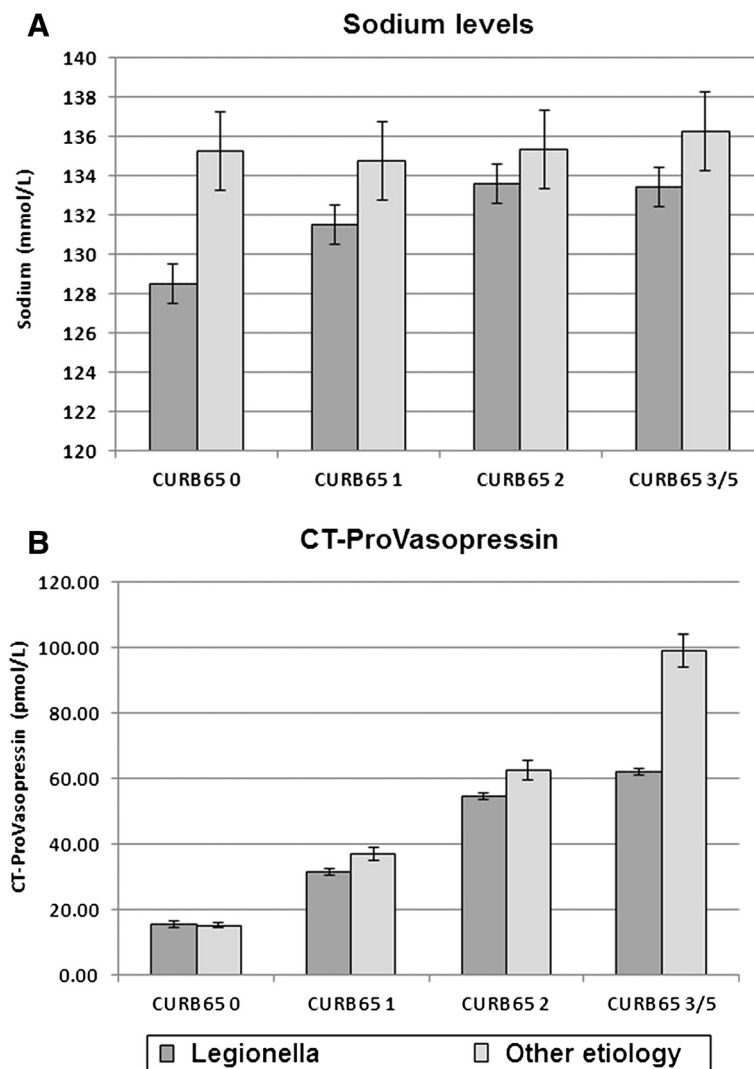 A
Sodium levels
Sodium (mmol/L)
140
138
136
134
132
130
128
126
124
122
120
CURB65 0 CURB65 1 CURB65 2 CURB65 3/5
B
CT-ProVasopressin
CT-ProVasopressin (pmol/L)
120.00
100.00
80.00
60.00
40.00
20.00
0.00
CURB65 0 CURB65 1 CURB65 2 CURB65 3/5
Legionella Other etiology